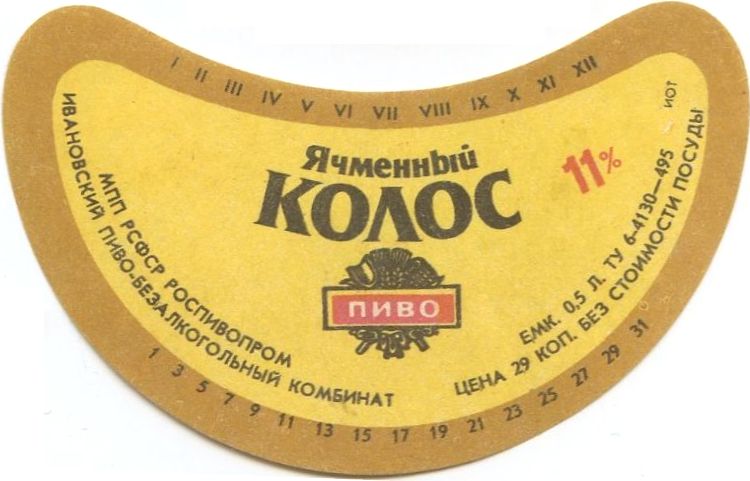 I II III IV V VI VII VIII IX X XI XII
Ячменный
КОЛОС
11%
ПИВО
МПП РСФСР РОСПИВОПРОМ
ИВАНОВСКИЙ ПИВО-БЕЗАЛКОГОЛЬНЫЙ КОМБИНАТ
ЕМК. 0,5 Л. ТУ 6-4130—495
ЦЕНА 29 КОП. БЕЗ СТОИМОСТИ ПОСУДЫ
ИОТ
1 3 5 7 9 11 13 15 17 19 21 23 25 27 29 31